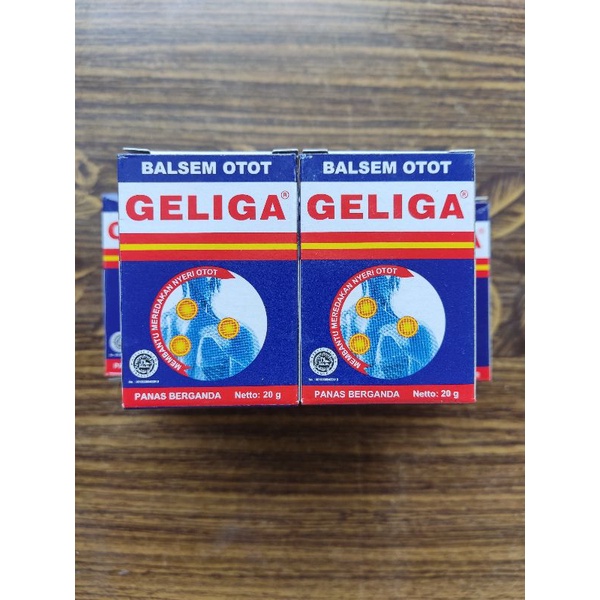 BALSEM OTOT
GELIGA®
MEMBANTU MEREDAKAN NYERI OTOT
PANAS BERGANDA Netto: 20 g
BALSEM OTOT
GELIGA®
MEMBANTU MEREDAKAN NYERI OTOT
PANAS BERGANDA Netto: 20 g